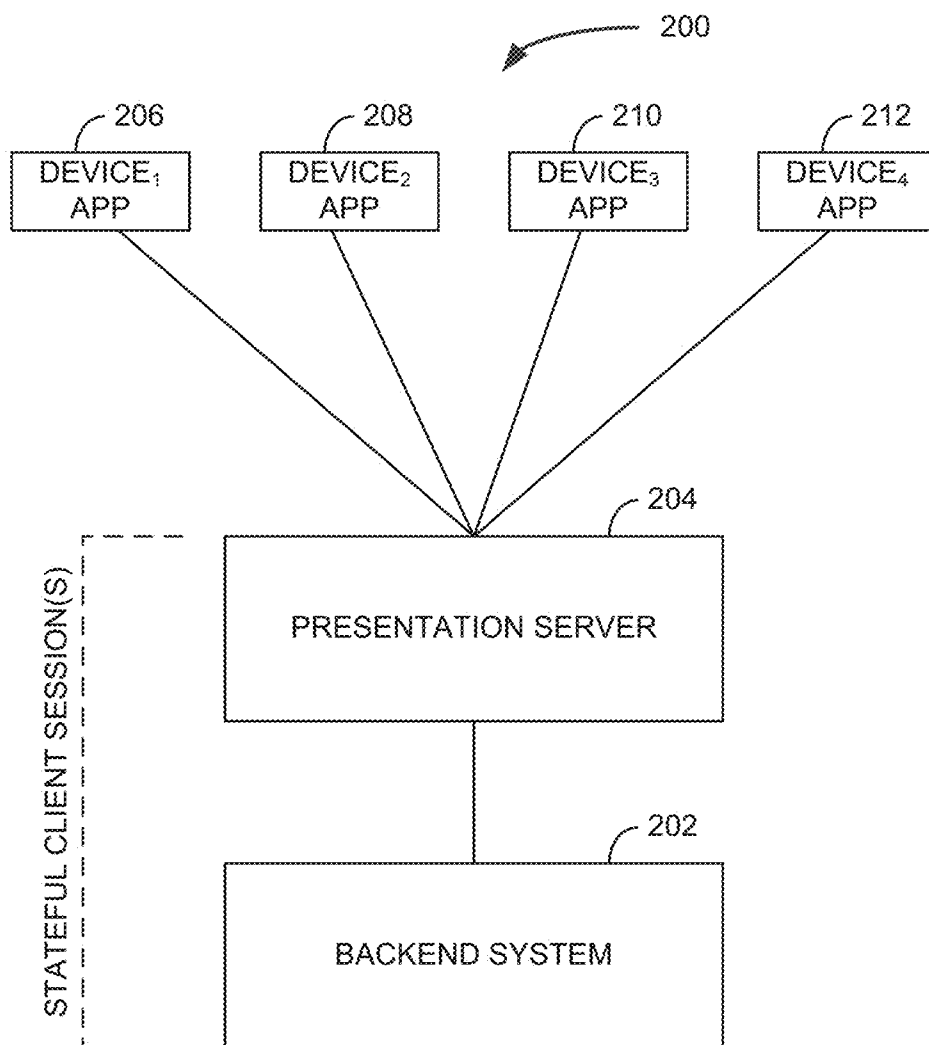 200
206
208
210
212
DEVICE₁
APP
DEVICE₂
APP
DEVICE₃
APP
DEVICE₄
APP
204
PRESENTATION SERVER
STATEFUL CLIENT SESSION(S)
202
BACKEND SYSTEM